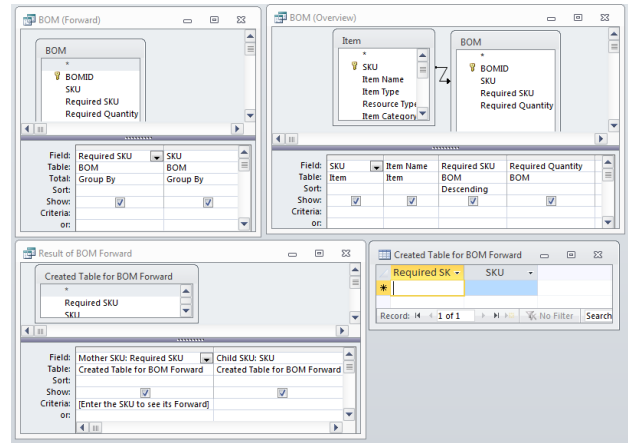 BOM (Forward)
BOM
*
BOMID
SKU
Required SKU
Required Quantity
Field: Required SKU SKU
Table: BOM BOM
Total: Group By Group By
Sort:
Show:
Criteria:
or:
BOM (Overview)
Item
*
SKU
Item Name
Item Type
Resource Type
Item Category
BOM
*
BOMID
SKU
Required SKU
Required Quantity
Field: SKU Item Name Required SKU Required Quantity
Table: Item Item BOM BOM
Sort: Descending
Show:
Criteria:
or:
Result of BOM Forward
Created Table for BOM Forward
*
Required SKU
SKU
Field: Mother SKU: Required SKU Child SKU: SKU
Table: Created Table for BOM Forward Created Table for BOM Forward
Sort:
Show:
Criteria: [Enter the SKU to see its Forward]
or:
Created Table for BOM Forward
Required SK SKU
*
Record: 1 of 1 No Filter Search